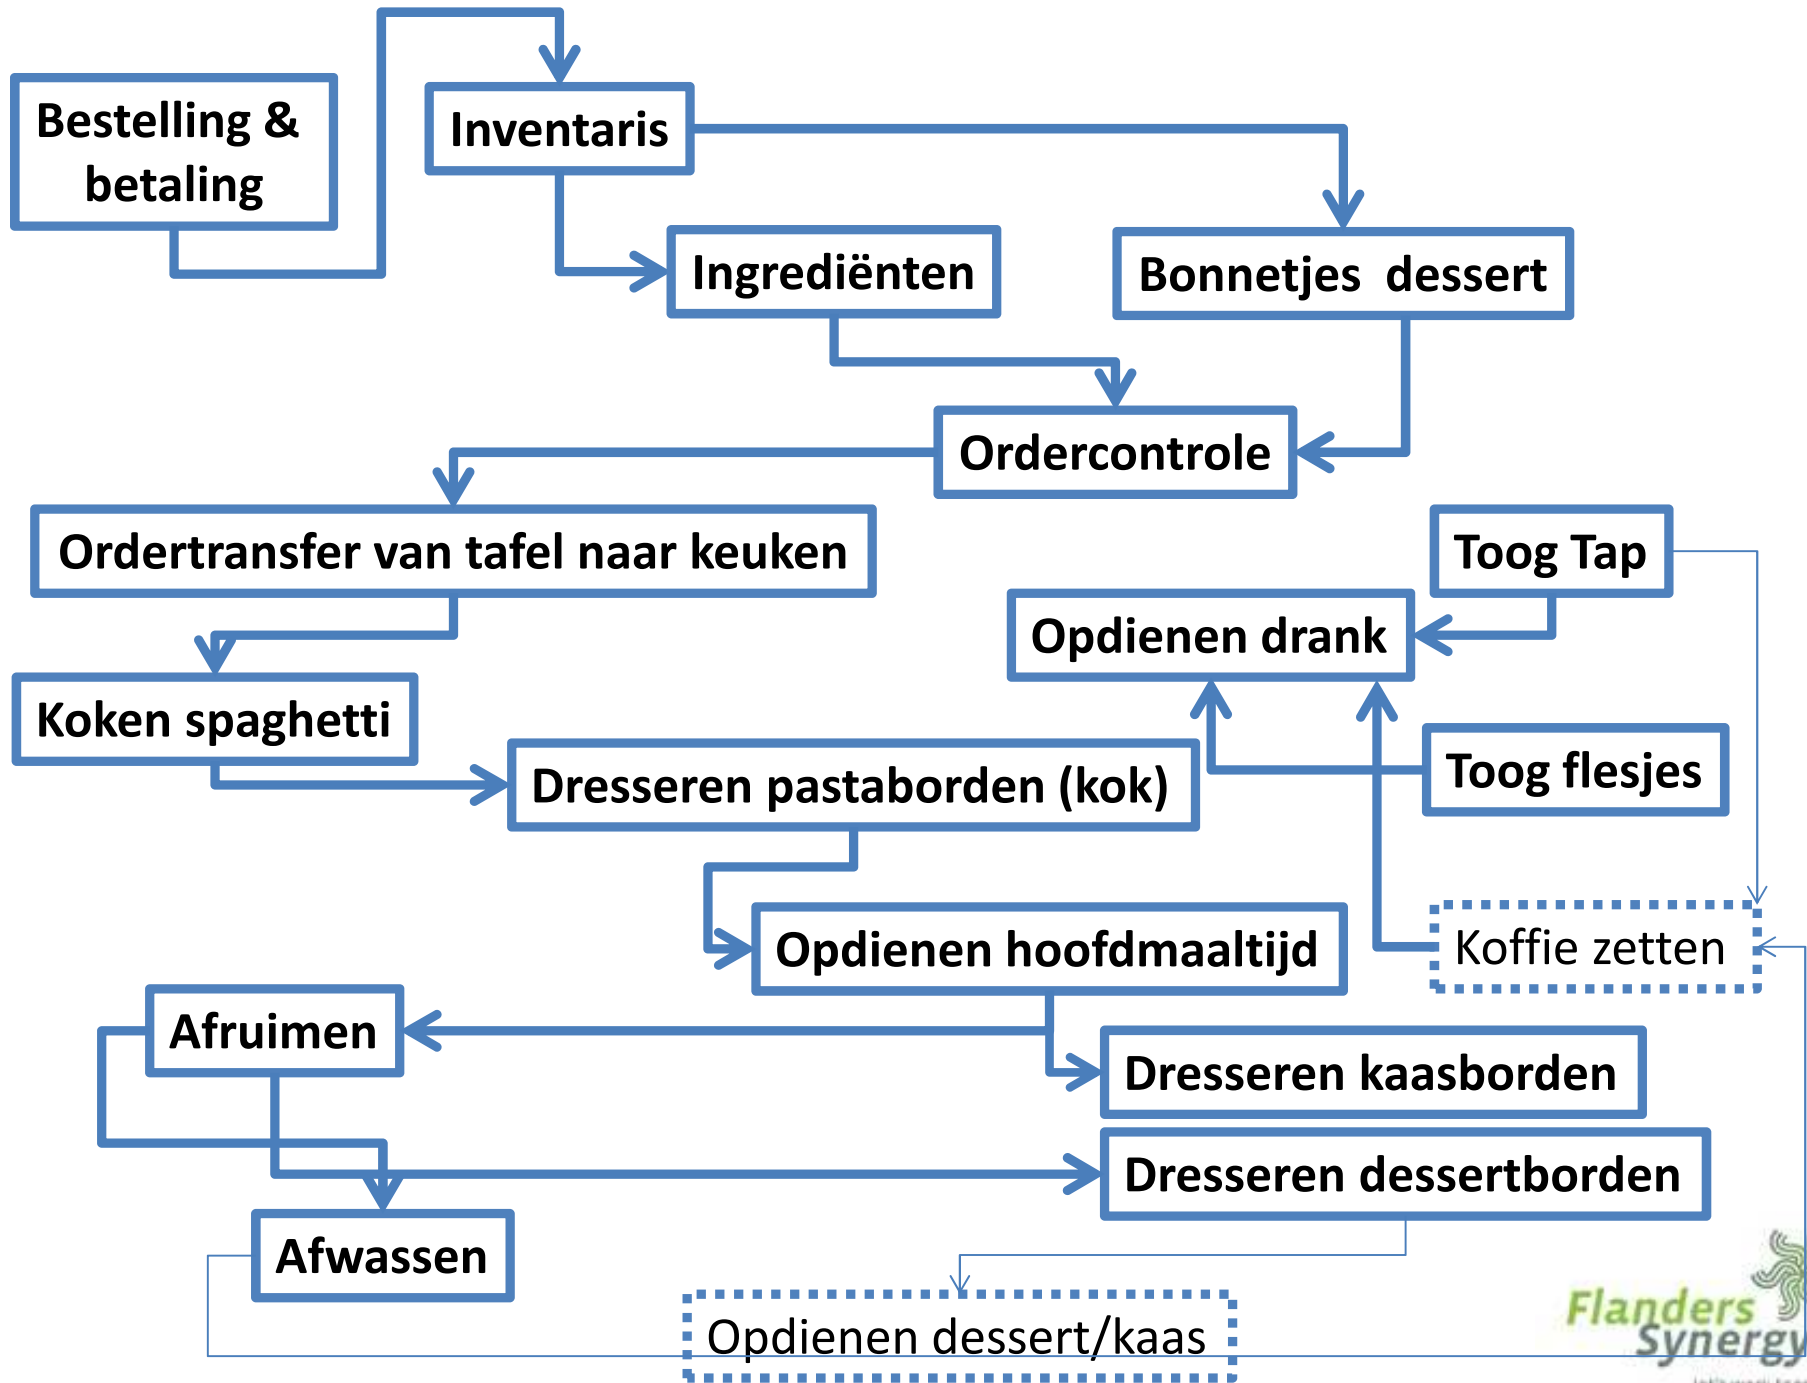 Bestelling &
betaling
Inventaris
Ingrediënten
Bonnetjes dessert
Ordercontrole
Ordertransfer van tafel naar keuken
Toog Tap
Opdienen drank
Koken spaghetti
Toog flesjes
Dresseren pastaborden (kok)
Opdienen hoofdmaaltijd
Koffie zetten
Afruimen
Dresseren kaasborden
Dresseren dessertborden
Afwassen
Opdienen dessert/kaas
Flanders
Synergy